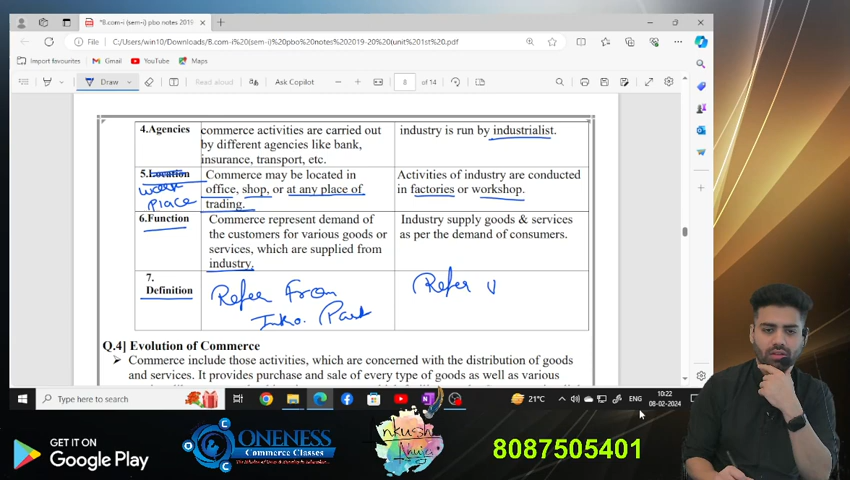 *B.com-i (sem-i) pbo notes 2019
File
C:/Users/win10/Downloads/B.com-i%20(sem-i)%20pbo%20notes%202019-20%20(unit%201st%20.pdf
Import favourites
Gmail
YouTube
Maps
Draw
Read aloud
Ask Copilot
8
of 14
4.Agencies
commerce activities are carried out
by different agencies like bank,
insurance, transport, etc.
industry is run by industrialist.
5.Location
work
place
Commerce may be located in
office, shop, or at any place of
trading.
Activities of industry are conducted
in factories or workshop.
6.Function
Commerce represent demand of
the customers for various goods or
services, which are supplied from
industry.
Industry supply goods & services
as per the demand of consumers.
7.
Definition
Refer From
Intro. Part
Refer
Q.4] Evolution of Commerce
Commerce include those activities, which are concerned with the distribution of goods
and services. It provides purchase and sale of every type of goods as well as various
Type here to search
21°C
ENG
10:22
08-02-2024
GET IT ON
Google Play
ONENESS
Commerce Classes
nkush
Ahuja
8087505401